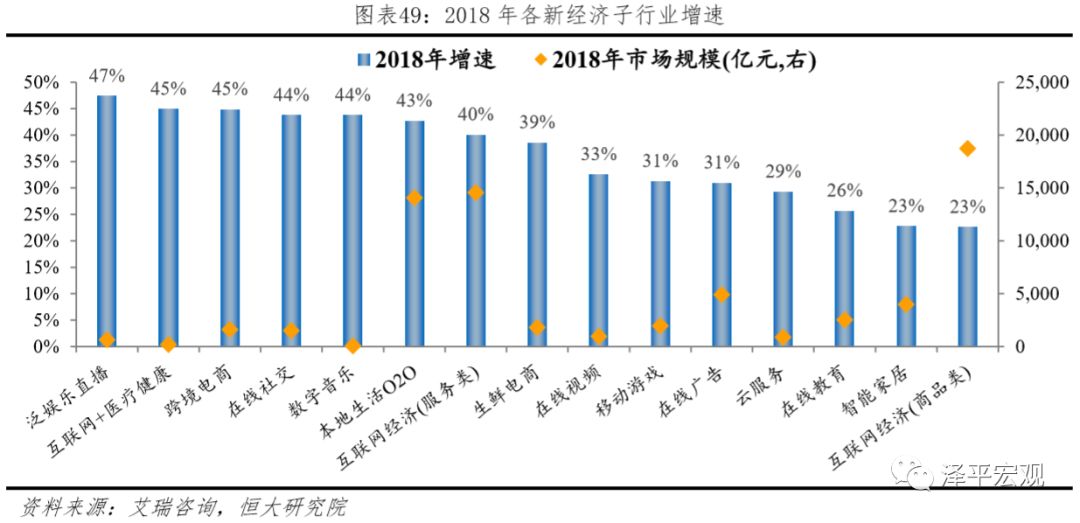 图表49：2018 年各新经济子行业增速
2018年增速 2018年市场规模(亿元,右)
50% 45% 40% 35% 30% 25% 20% 15% 10% 5% 0%
47% 45% 45% 44% 44% 43% 40% 39% 33% 31% 31% 29% 26% 23% 23%
25,000 20,000 15,000 10,000 5,000 0
泛娱乐直播
互联网+医疗健康
跨境电商
在线社交
数字音乐
本地生活O2O
互联网经济(服务类)
生鲜电商
在线视频
移动游戏
在线广告
云服务
在线教育
智能家居
互联网经济(商品类)
泽平宏观
资料来源：艾瑞咨询，恒大研究院